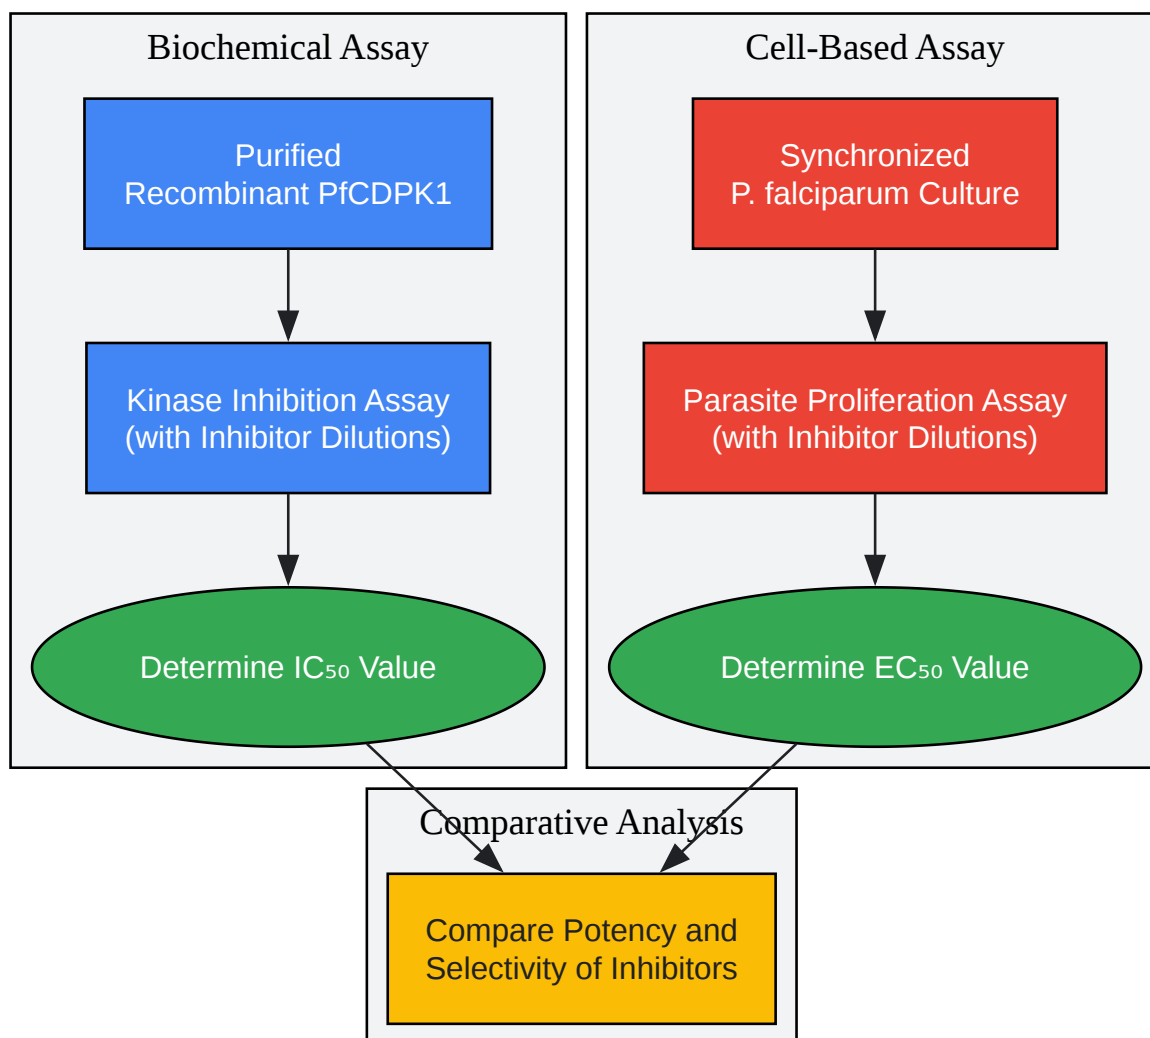 Biochemical Assay
Purified
Recombinant PfCDPK1
Kinase Inhibition Assay
(with Inhibitor Dilutions)
Determine IC₅₀ Value
Cell-Based Assay
Synchronized
P. falciparum Culture
Parasite Proliferation Assay
(with Inhibitor Dilutions)
Determine EC₅₀ Value
Comparative Analysis
Compare Potency and
Selectivity of Inhibitors